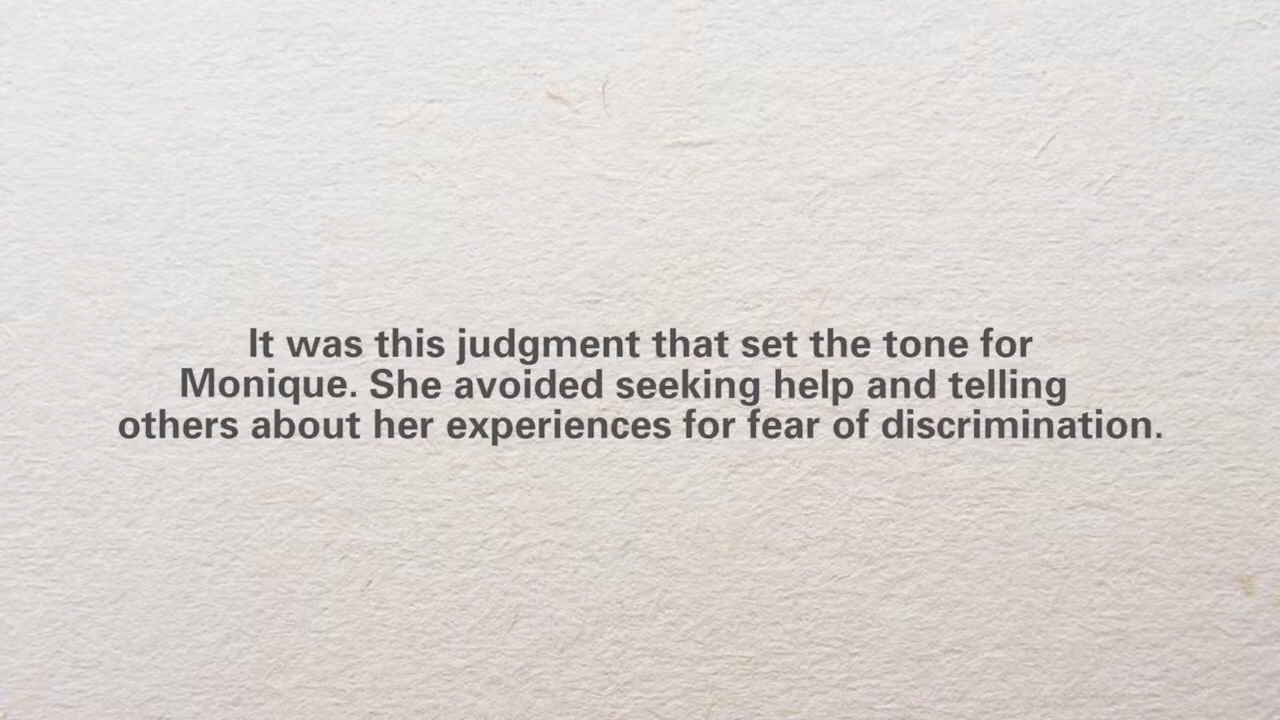 It was this judgment that set the tone for
Monique. She avoided seeking help and telling
others about her experiences for fear of discrimination.